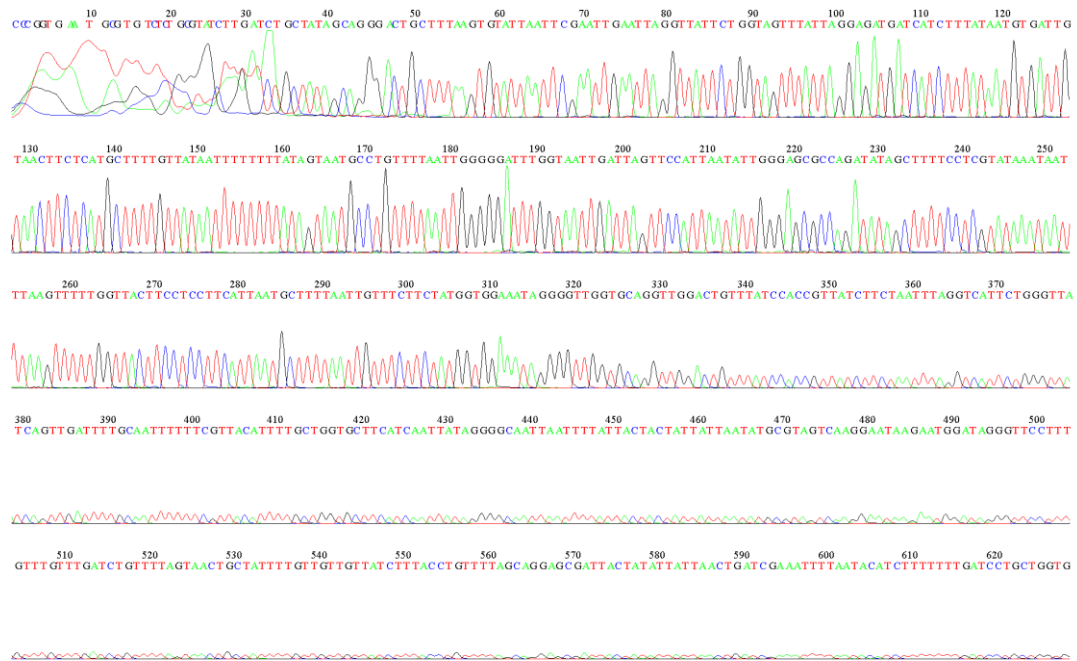 10 20 30 40 50 60 70 80 90 100 110 120
GACTGCTTTAAGTGTATTAATTCGAATTGAATTAGGTTATTCTGGTAGTTTATTAGGAGATGATCATCTTTATAATGTGATTG
130 140 150 160 170 180 190 200 210 220 230 240 250
TAACTTCTCATGCTTTTGTTATAATTTTTTTTATAGTAATGCCTGTTTTAATTGGGGGATTTGGTAATTGATTAGTTCCATTAATATTGGGAGCGCCAGATATAGCTTTTCCTCGTATAAATAAT
260 270 280 290 300 310 320 330 340 350 360 370
TTAAGTTTTTGGTTACTTCCTCCTTCATTAATGCTTTTAATTGTTTCTTCTATGGTGGAAATAGGGGTTGGTGCAGGTTGGACTGTTTATCCACCGTTATCTTCTAATTTAGGTCATTCTGGGTTA
380 390 400 410 420 430 440 450 460 470 480 490 500
TCAGTTGATTTTGCAATTTTTTCGTTACATTTTGCTGGTGCTTCATCAATTATAGGGGCAATTAATTTTATTACTACTATTATTAATATGCGTAGTCAAGGAATAAGAATGGATAGGGTTCCTTT
510 520 530 540 550 560 570 580 590 600 610 620
GTTTGTTTGATCTGTTTTAGTAACTGCTATTTTGTTGTTGTTATCTTTACCTGTTTTAGCAGGAGCGATTACTATATTATTAACTGATCGAAATTTTAATACATCTTTTTTTGATCCTGCTGGTG